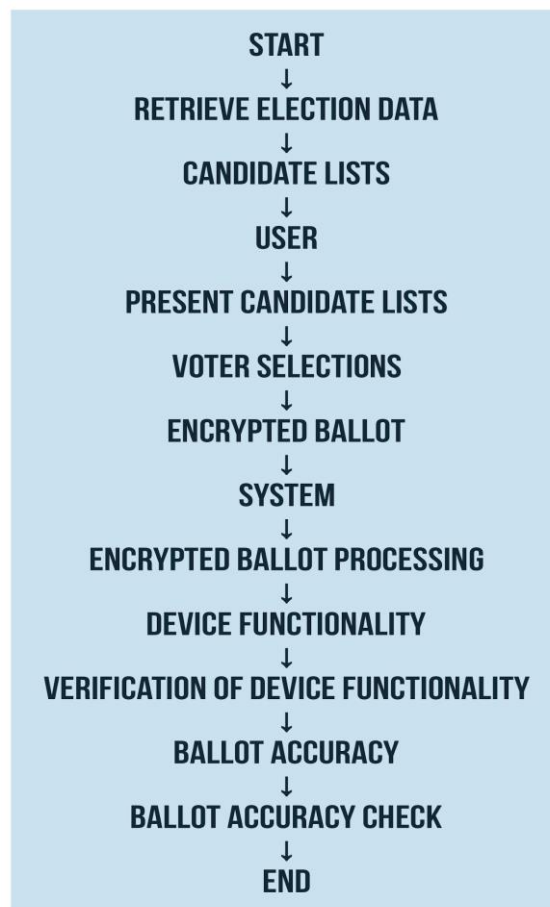 START
↓
RETRIEVE ELECTION DATA
↓
CANDIDATE LISTS
↓
USER
↓
PRESENT CANDIDATE LISTS
↓
VOTER SELECTIONS
↓
ENCRYPTED BALLOT
↓
SYSTEM
↓
ENCRYPTED BALLOT PROCESSING
↓
DEVICE FUNCTIONALITY
↓
VERIFICATION OF DEVICE FUNCTIONALITY
↓
BALLOT ACCURACY
↓
BALLOT ACCURACY CHECK
↓
END